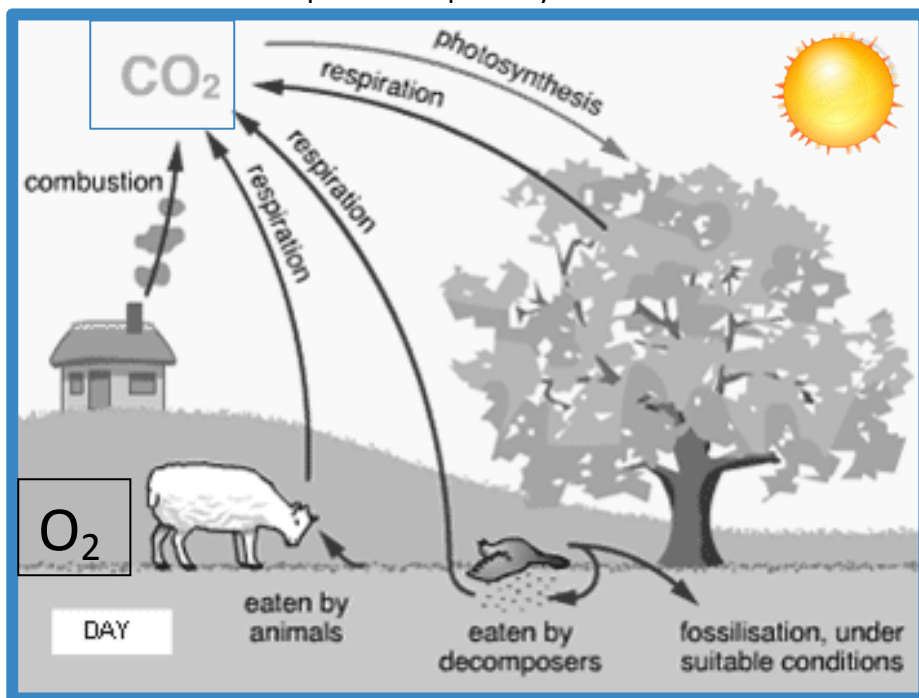 CO₂
photosynthesis
respiration
combustion
respiration
respiration
O₂
DAY
eaten by
animals
eaten by
decomposers
fossilisation, under
suitable conditions